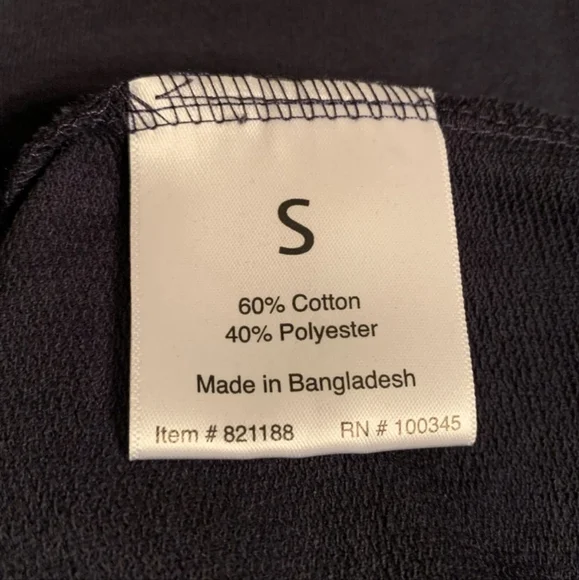 S
60% Cotton
40% Polyester
Made in Bangladesh
Item # 821188 RN # 100345